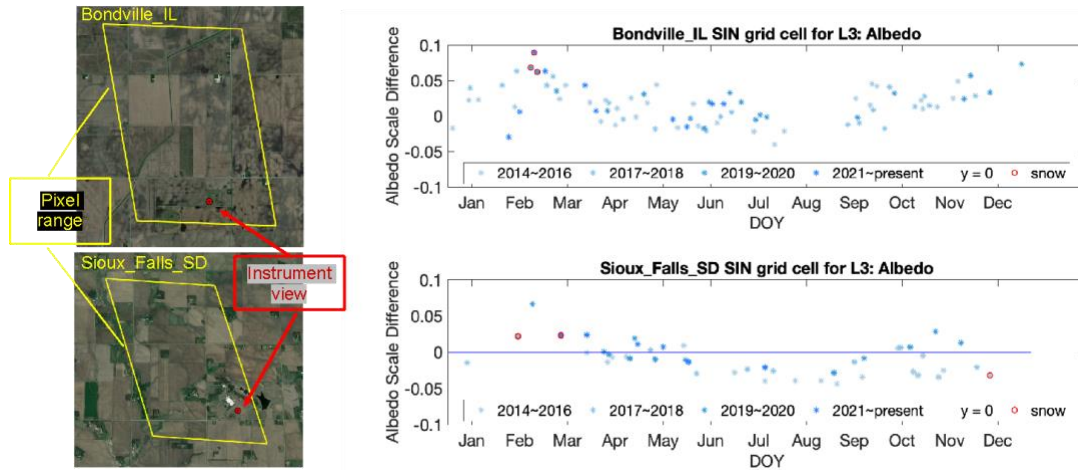 Bondville_IL
Pixel
range
Sioux_Falls_SD
Instrument
view
Bondville_IL SIN grid cell for L3: Albedo
Albedo Scale Difference
0.1
0.05
0
-0.05
-0.1
2014~2016 2017~2018 2019~2020 2021~present y = 0 snow
Jan Feb Mar Apr May Jun Jul Aug Sep Oct Nov Dec
DOY
Sioux_Falls_SD SIN grid cell for L3: Albedo
Albedo Scale Difference
0.1
0.05
0
-0.05
-0.1
2014~2016 2017~2018 2019~2020 2021~present y = 0 snow
Jan Feb Mar Apr May Jun Jul Aug Sep Oct Nov Dec
DOY